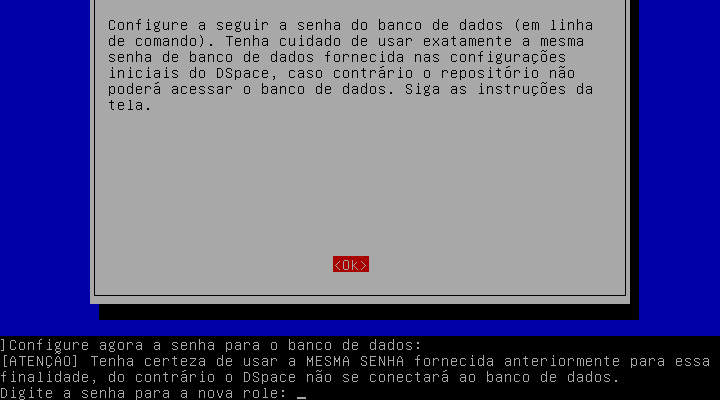 Configure a seguir a senha do banco de dados (em linha
de comando). Tenha cuidado de usar exatamente a mesma
senha de banco de dados fornecida nas configurações
iniciais do DSpace, caso contrário o repositório não
poderá acessar o banco de dados. Siga as instruções da
tela.
<Ok>
]Configure agora a senha para o banco de dados:
[ATENÇÃO] Tenha certeza de usar a MESMA SENHA fornecida anteriormente para essa
finalidade, do contrário o DSpace não se conectará ao banco de dados.
Digite a senha para a nova role: _